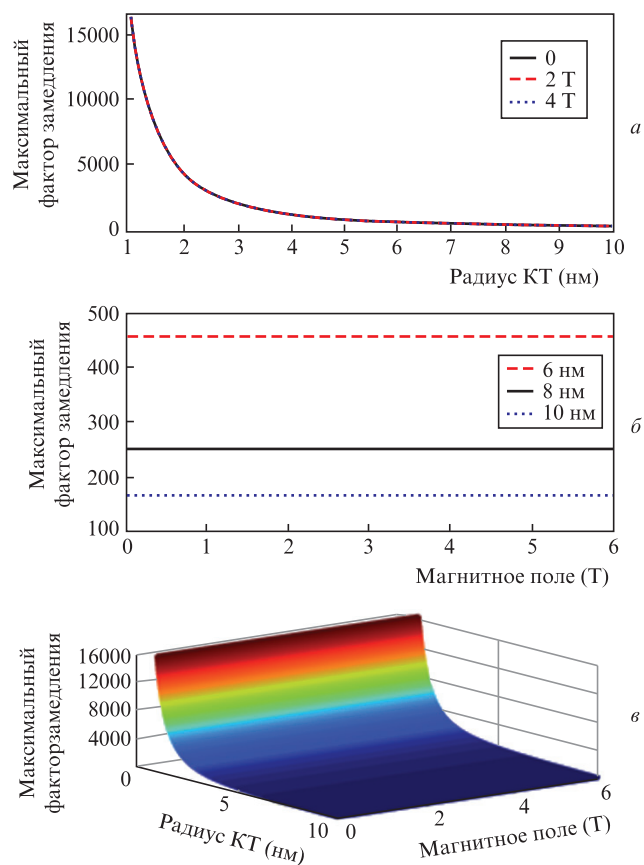 Максимальный
фактор замедления
15000
10000
5000
0
0
2 T
4 T
1 2 3 4 5 6 7 8 9 10
Радиус КТ (нм)
а
Максимальный
фактор замедления
500
400
300
200
100
6 нм
8 нм
10 нм
0 1 2 3 4 5 6
Магнитное поле (T)
б
Максимальный
факторзамедления
16000
12000
8000
4000
0
5
10
Радиус КТ (нм)
0
2
4
6
Магнитное поле (T)
в